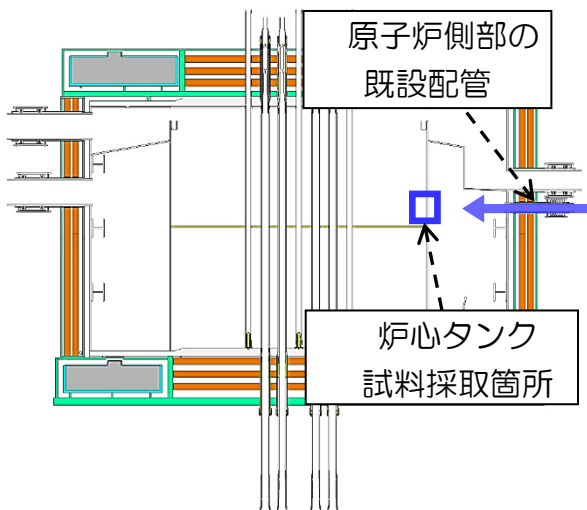 原子炉側部の
既設配管
炉心タンク
試料採取箇所